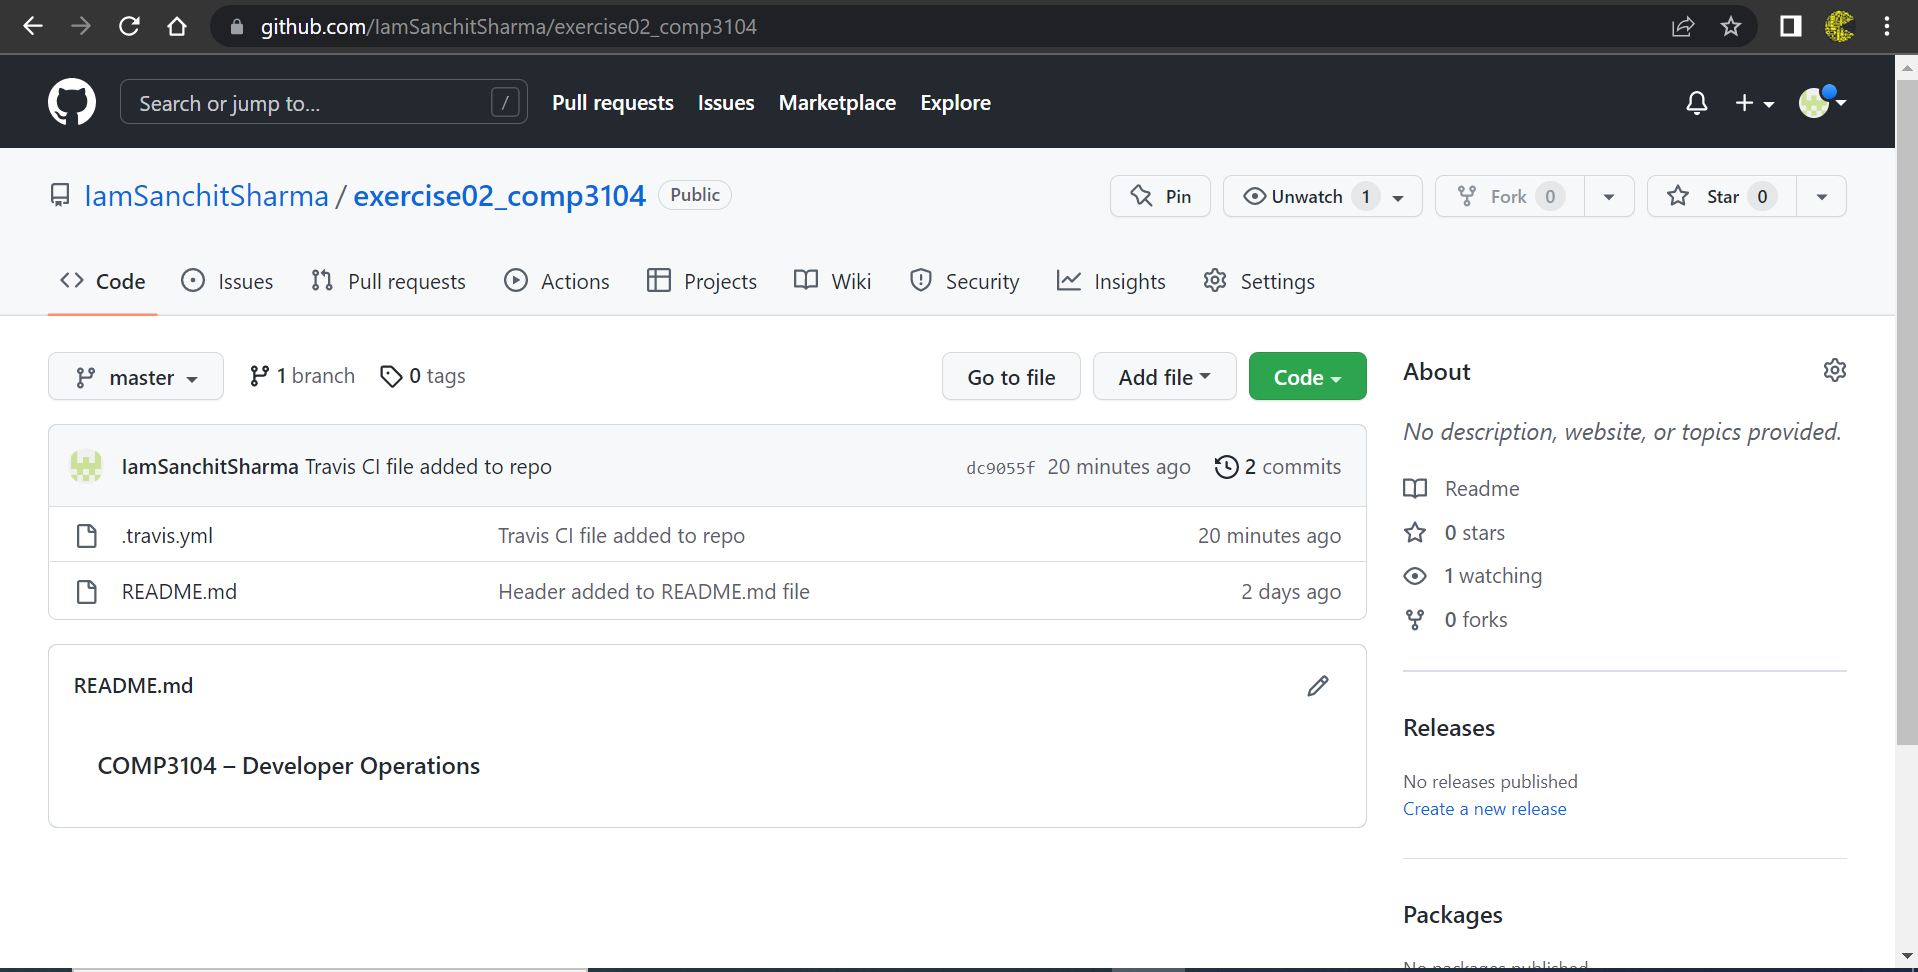 github.com/IamSanchitSharma/exercise02_comp3104
Search or jump to... /
Pull requests Issues Marketplace Explore
IamSanchitSharma / exercise02_comp3104 Public
Pin Unwatch 1 Fork 0 Star 0
Code Issues Pull requests Actions Projects Wiki Security Insights Settings
master 1 branch 0 tags Go to file Add file Code
IamSanchitSharma Travis CI file added to repo dc9055f 20 minutes ago 2 commits
.travis.yml Travis CI file added to repo 20 minutes ago
README.md Header added to README.md file 2 days ago
README.md
COMP3104 – Developer Operations
About
No description, website, or topics provided.
Readme
0 stars
1 watching
0 forks
Releases
No releases published
Create a new release
Packages
No packages published